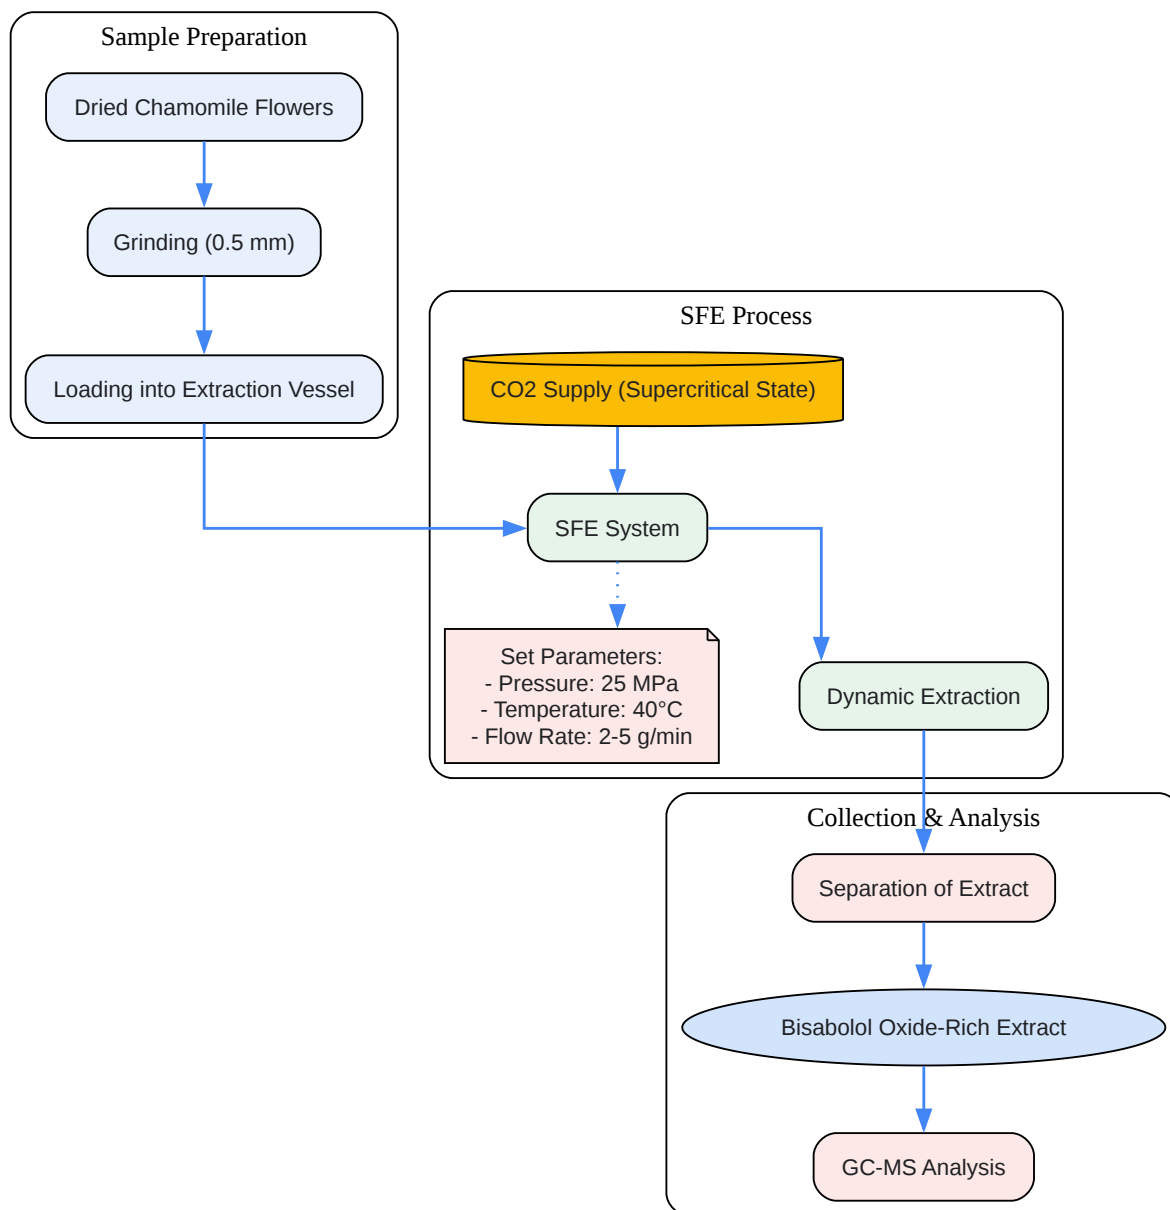 Sample Preparation
Dried Chamomile Flowers
Grinding (0.5 mm)
Loading into Extraction Vessel
SFE Process
CO2 Supply (Supercritical State)
SFE System
Set Parameters:
- Pressure: 25 MPa
- Temperature: 40°C
- Flow Rate: 2-5 g/min
Dynamic Extraction
Collection & Analysis
Separation of Extract
Bisabolol Oxide-Rich Extract
GC-MS Analysis